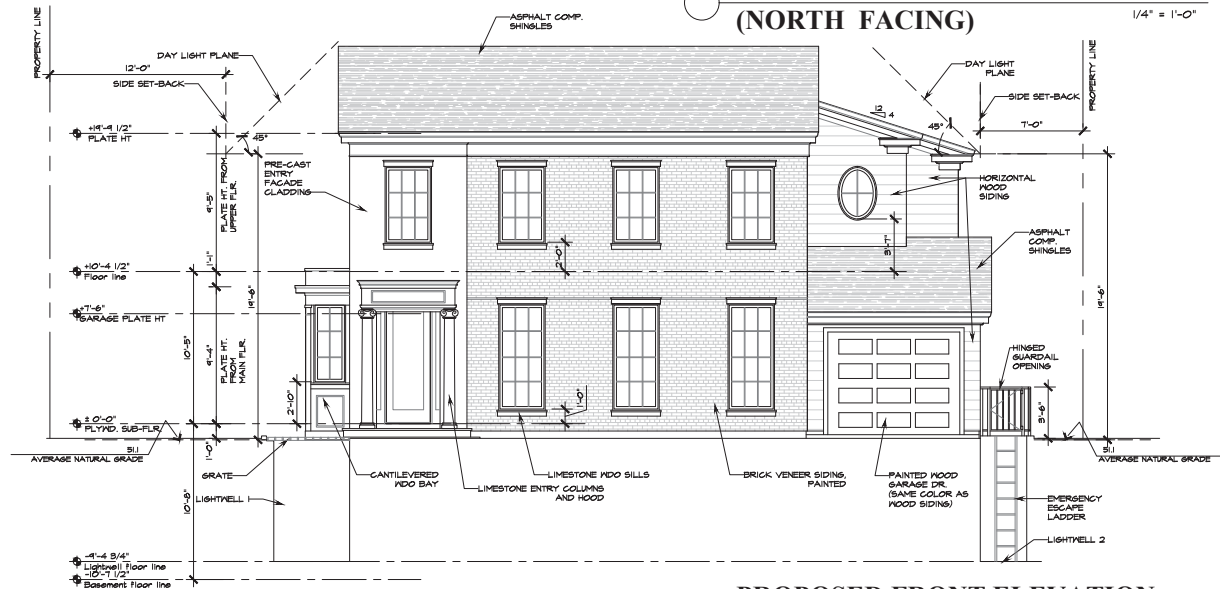 (NORTH FACING)
1/4" = 1'-0"
PROPERTY LINE
12'-0"
SIDE SET-BACK
DAY LIGHT PLANE
ASPHALT COMP.
SHINGLES
DAY LIGHT
PLANE
SIDE SET-BACK
PROPERTY LINE
7'-0"
12
4
45°
45°
+19'-9 1/2"
PLATE HT
PRE-CAST
ENTRY
FACADE
CLADDING
9'-5"
PLATE HT. FROM
UPPER FLR.
1'-1"
HORIZONTAL
WOOD
SIDING
ASPHALT
COMP.
SHINGLES
+10'-4 1/2"
Floor line
2'-0"
3'-7"
19'-6"
19'-6"
+7'-6"
GARAGE PLATE HT
10'-5"
9'-4"
PLATE HT.
FROM
MAIN FLR.
2'-10"
1'-0"
HINGED
GUARDAIL
OPENING
3'-6"
± 0'-0"
PLYWD. SUB-FLR.
51.1
AVERAGE NATURAL GRADE
1'-0"
51.1
AVERAGE NATURAL GRADE
GRATE
LIGHTWELL 1
10'-8"
CANTILEVERED
WDO BAY
LIMESTONE WDO SILLS
LIMESTONE ENTRY COLUMNS
AND HOOD
BRICK VENEER SIDING,
PAINTED
PAINTED WOOD
GARAGE DR.
(SAME COLOR AS
WOOD SIDING)
EMERGENCY
ESCAPE
LADDER
LIGHTWELL 2
-9'-4 3/4"
Lightwell floor line
-10'-7 1/2"
Basement floor line
PROPOSED FRONT ELEVATION